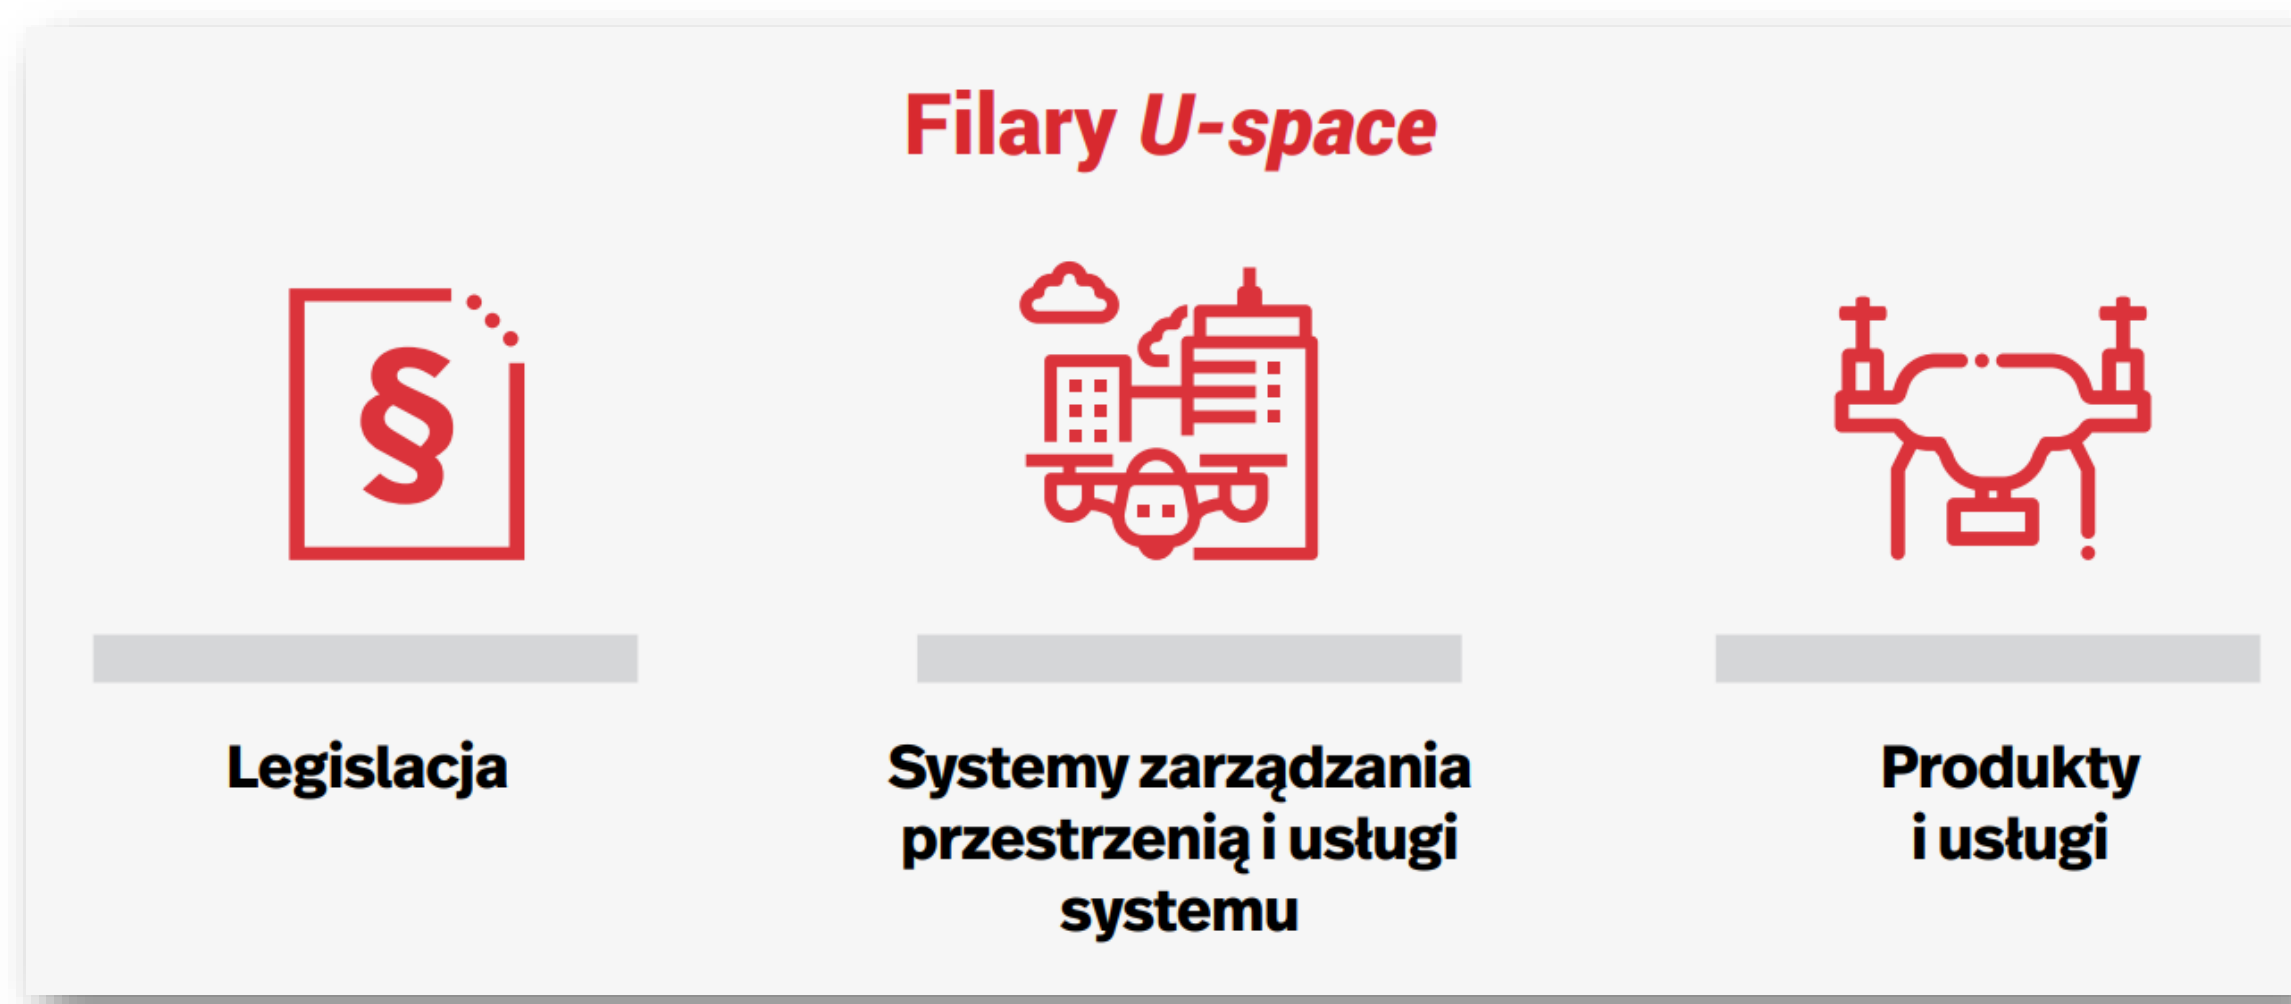 Filary U-space
§
Legislacja
Systemy zarządzania
przestrzenią i usługi
systemu
Produkty
i usługi